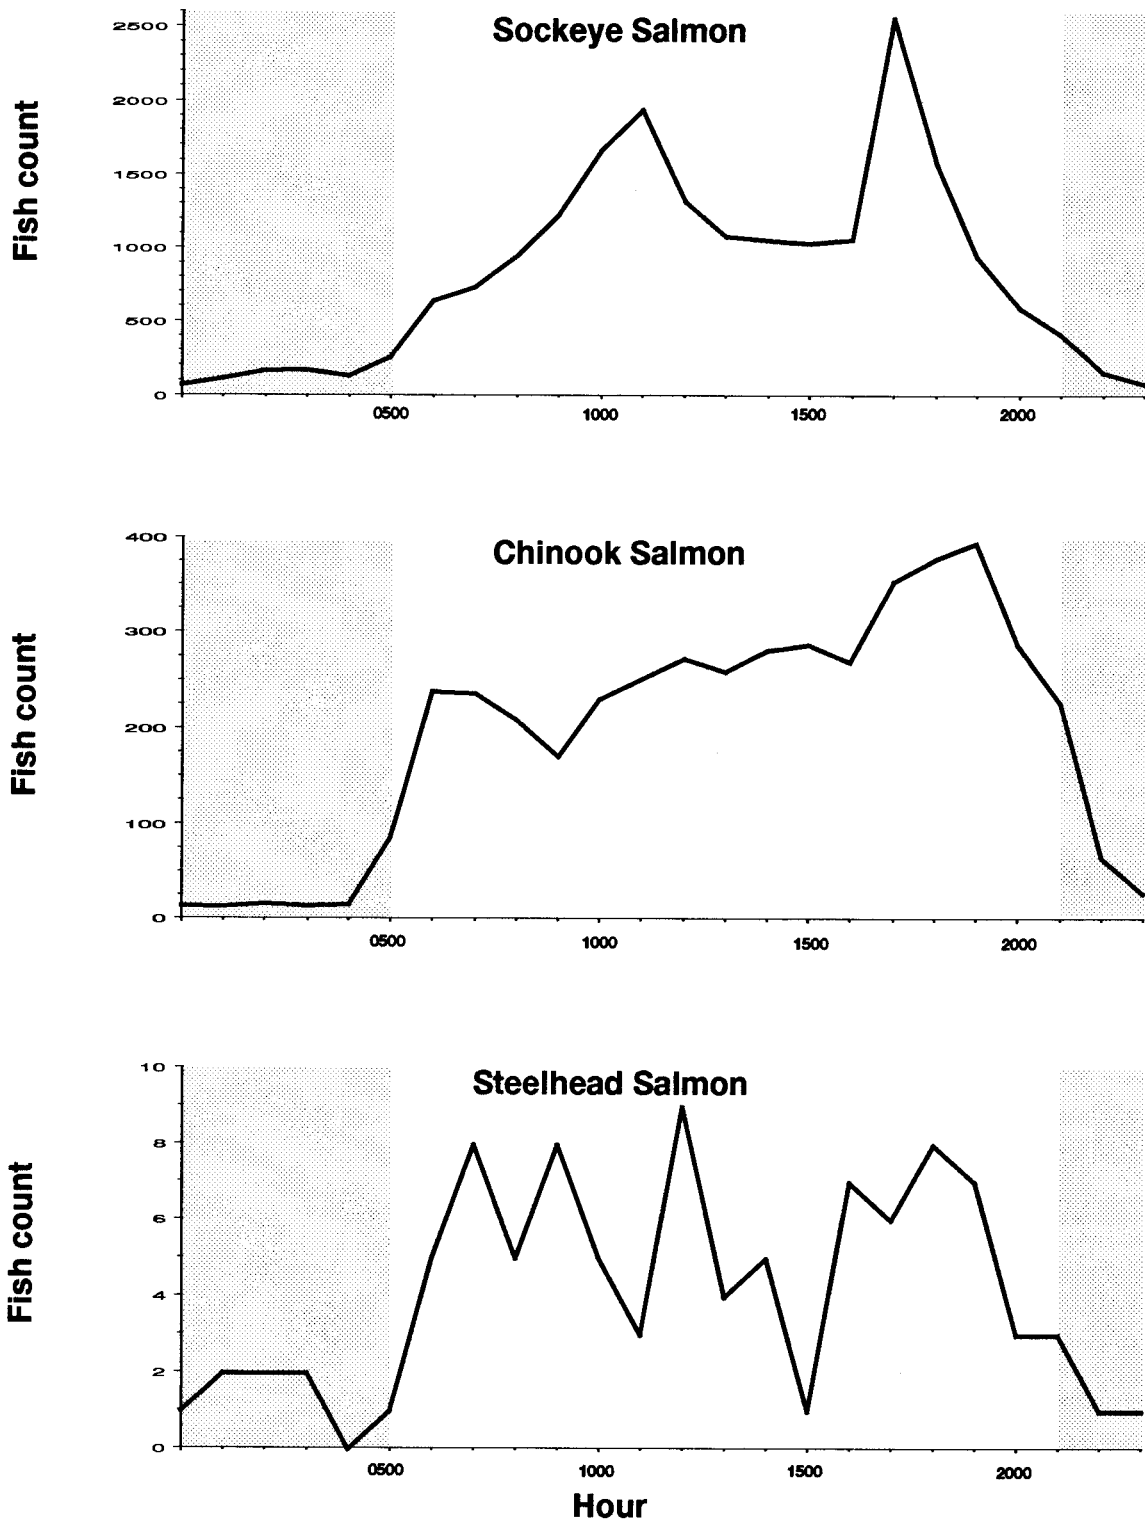 Sockeye Salmon
Fish count
2500
2000
1500
1000
500
0
0500 1000 1500 2000
Chinook Salmon
Fish count
400
300
200
100
0
0500 1000 1500 2000
Steelhead Salmon
Fish count
10
8
6
4
2
0
0500 1000 1500 2000
Hour